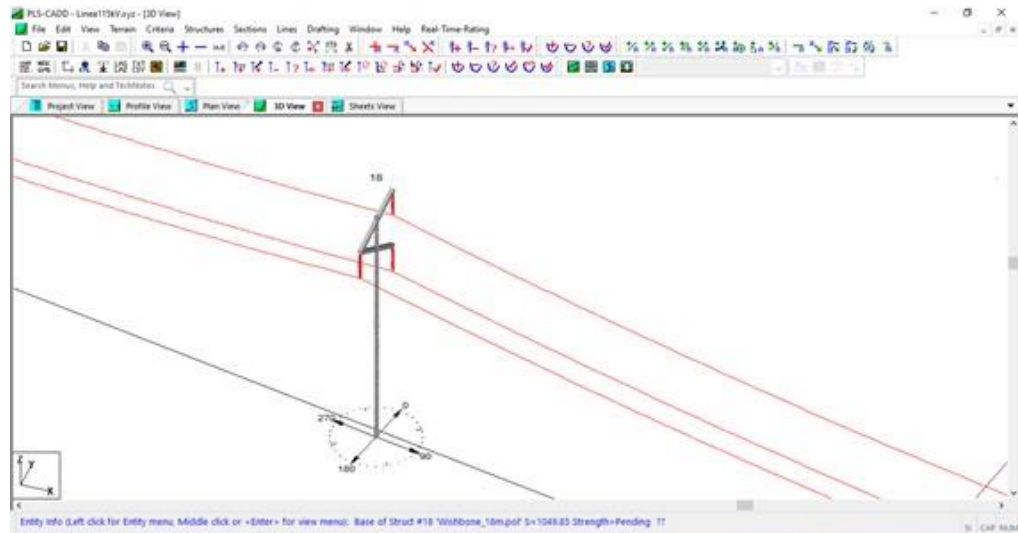 PLS-CADD - Linea115kV.xyz - [3D View]
File Edit View Terrain Criteria Structures Sections Lines Drafting Window Help Real-Time-Rating
Search Menus, Help and TechNotes
Project View Profile View Plan View 3D View Sheets View
18
0
270
90
180
Z
Y
X
Entity Info (Left click for Entity menu, Middle click or <Enter> for view menu): Base of Struct #18 'Wishbone_18m.pol' S=1049.85 Strength=Pending ??
SI CAP NUM